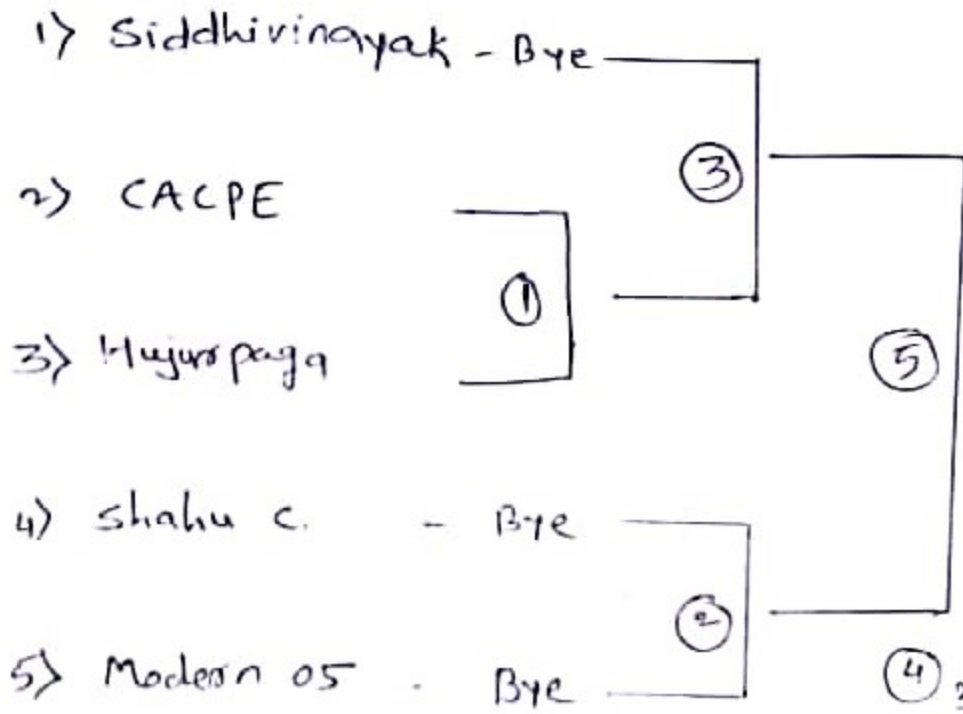 1) Siddhivinayak - Bye
③
2) CACPE
①
3) Hujurpaga
⑤
4) Shahu C. - Bye
②
5) Modern 05 - Bye
④